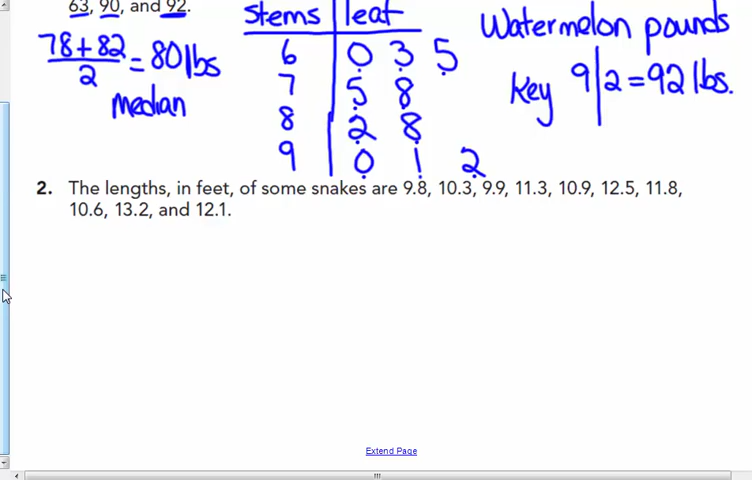 63, 90, and 92.
78+82
2
=80lbs
median
Stems leaf
6 0 3 5
7 5 8
8 2 8
9 0 1 2
Watermelon pounds
Key 9|2=92 lbs.
2. The lengths, in feet, of some snakes are 9.8, 10.3, 9.9, 11.3, 10.9, 12.5, 11.8,
10.6, 13.2, and 12.1.
Extend Page